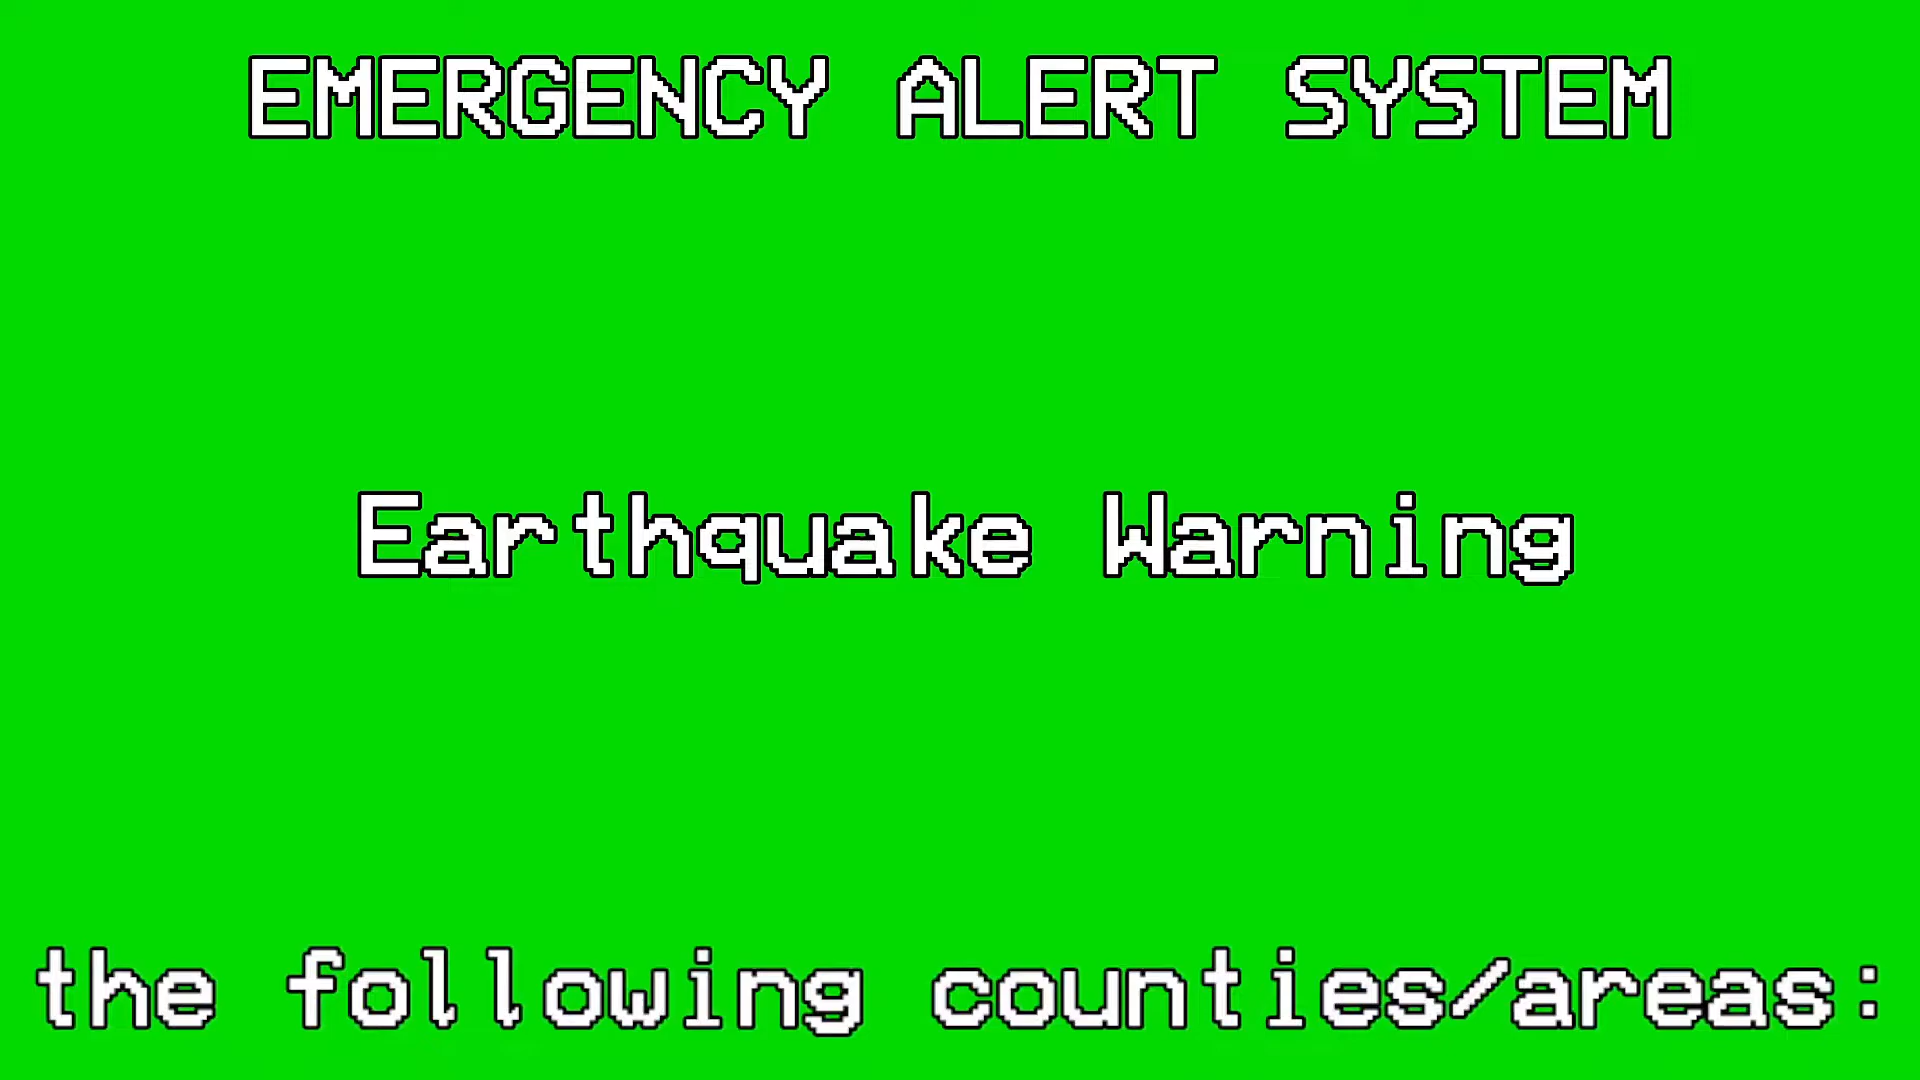 EMERGENCY ALERT SYSTEM
Earthquake Warning
the following counties/areas: